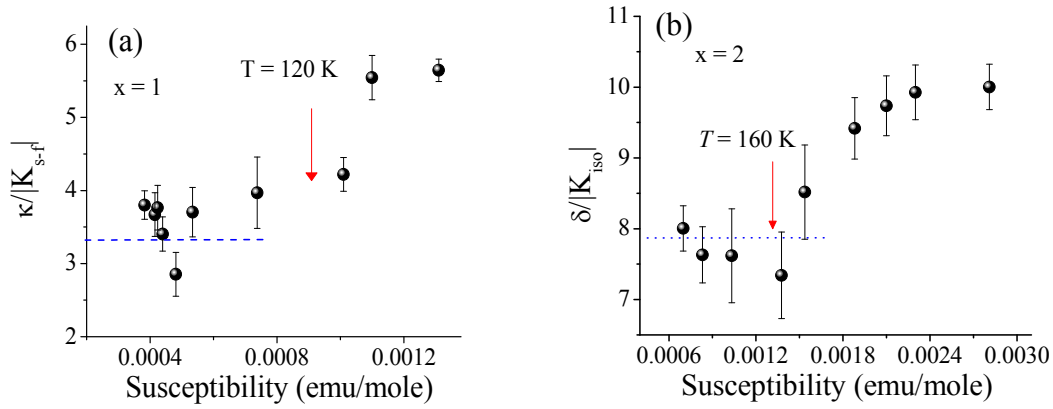 (a)
x = 1
T = 120 K
κ/|Ks-f|
6
5
4
3
2
0.0004 0.0008 0.0012
Susceptibility (emu/mole)
(b)
x = 2
T = 160 K
δ/|Kiso|
11
10
9
8
7
6
0.0006 0.0012 0.0018 0.0024 0.0030
Susceptibility (emu/mole)